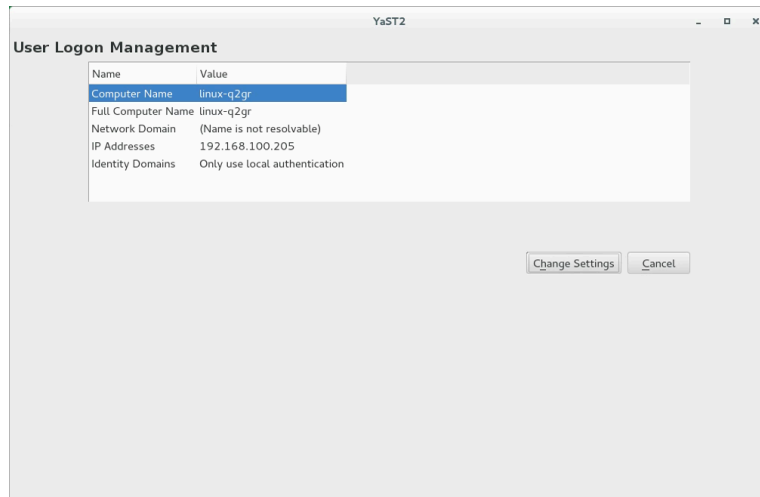 YaST2
User Logon Management
Name Value
Computer Name linux-q2gr
Full Computer Name linux-q2gr
Network Domain (Name is not resolvable)
IP Addresses 192.168.100.205
Identity Domains Only use local authentication
Change Settings Cancel